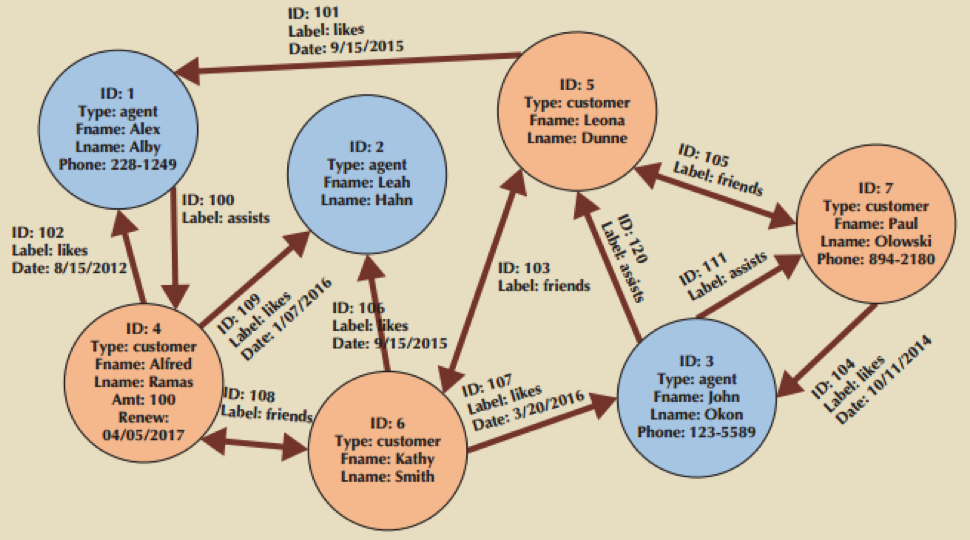 ID: 101
Label: likes
Date: 9/15/2015
ID: 1
Type: agent
Fname: Alex
Lname: Alby
Phone: 228-1249
ID: 2
Type: agent
Fname: Leah
Lname: Hahn
ID: 5
Type: customer
Fname: Leona
Lname: Dunne
ID: 105
Label: friends
ID: 7
Type: customer
Fname: Paul
Lname: Olowski
Phone: 894-2180
ID: 100
Label: assists
ID: 102
Label: likes
Date: 8/15/2012
ID: 109
Label: likes
Date: 1/07/2016
ID: 106
Label: likes
Date: 9/15/2015
ID: 103
Label: friends
ID: 120
Label: assists
ID: 111
Label: assists
ID: 4
Type: customer
Fname: Alfred
Lname: Ramas
Amt: 100
Renew:
04/05/2017
ID: 108
Label: friends
ID: 6
Type: customer
Fname: Kathy
Lname: Smith
ID: 107
Label: likes
Date: 3/20/2016
ID: 3
Type: agent
Fname: John
Lname: Okon
Phone: 123-5589
ID: 104
Label: likes
Date: 10/11/2014